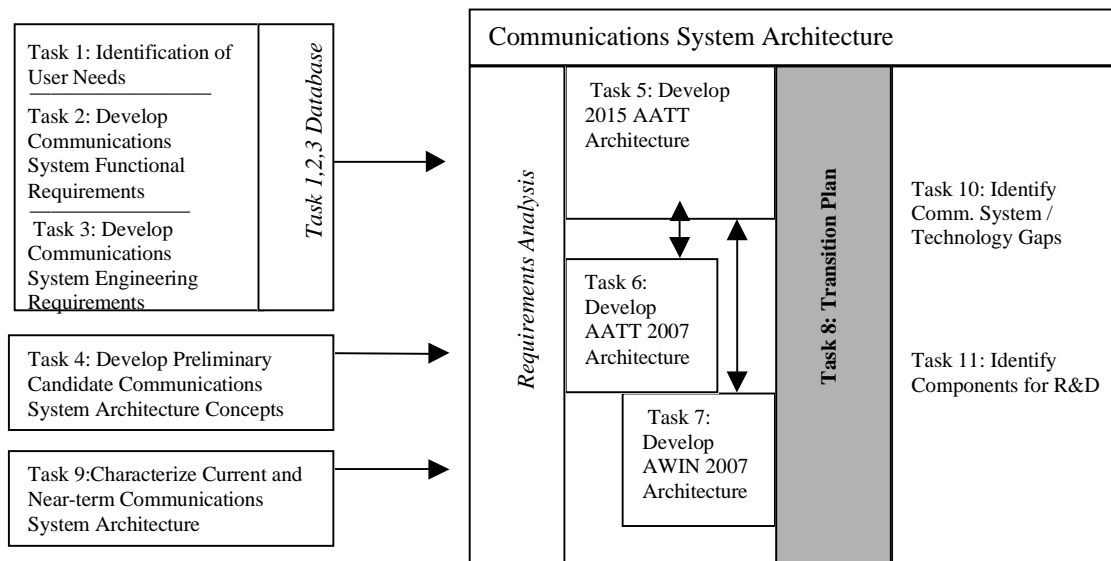 Task 1: Identification of
User Needs
Task 2: Develop
Communications
System Functional
Requirements
Task 3: Develop
Communications
System Engineering
Requirements
Task 1,2,3 Database
Task 4: Develop Preliminary
Candidate Communications
System Architecture Concepts
Task 9:Characterize Current and
Near-term Communications
System Architecture
Communications System Architecture
Requirements Analysis
Task 5: Develop
2015 AATT
Architecture
Task 6:
Develop
AATT 2007
Architecture
Task 7:
Develop
AWIN 2007
Architecture
Task 8: Transition Plan
Task 10: Identify
Comm. System /
Technology Gaps
Task 11: Identify
Components for R&D